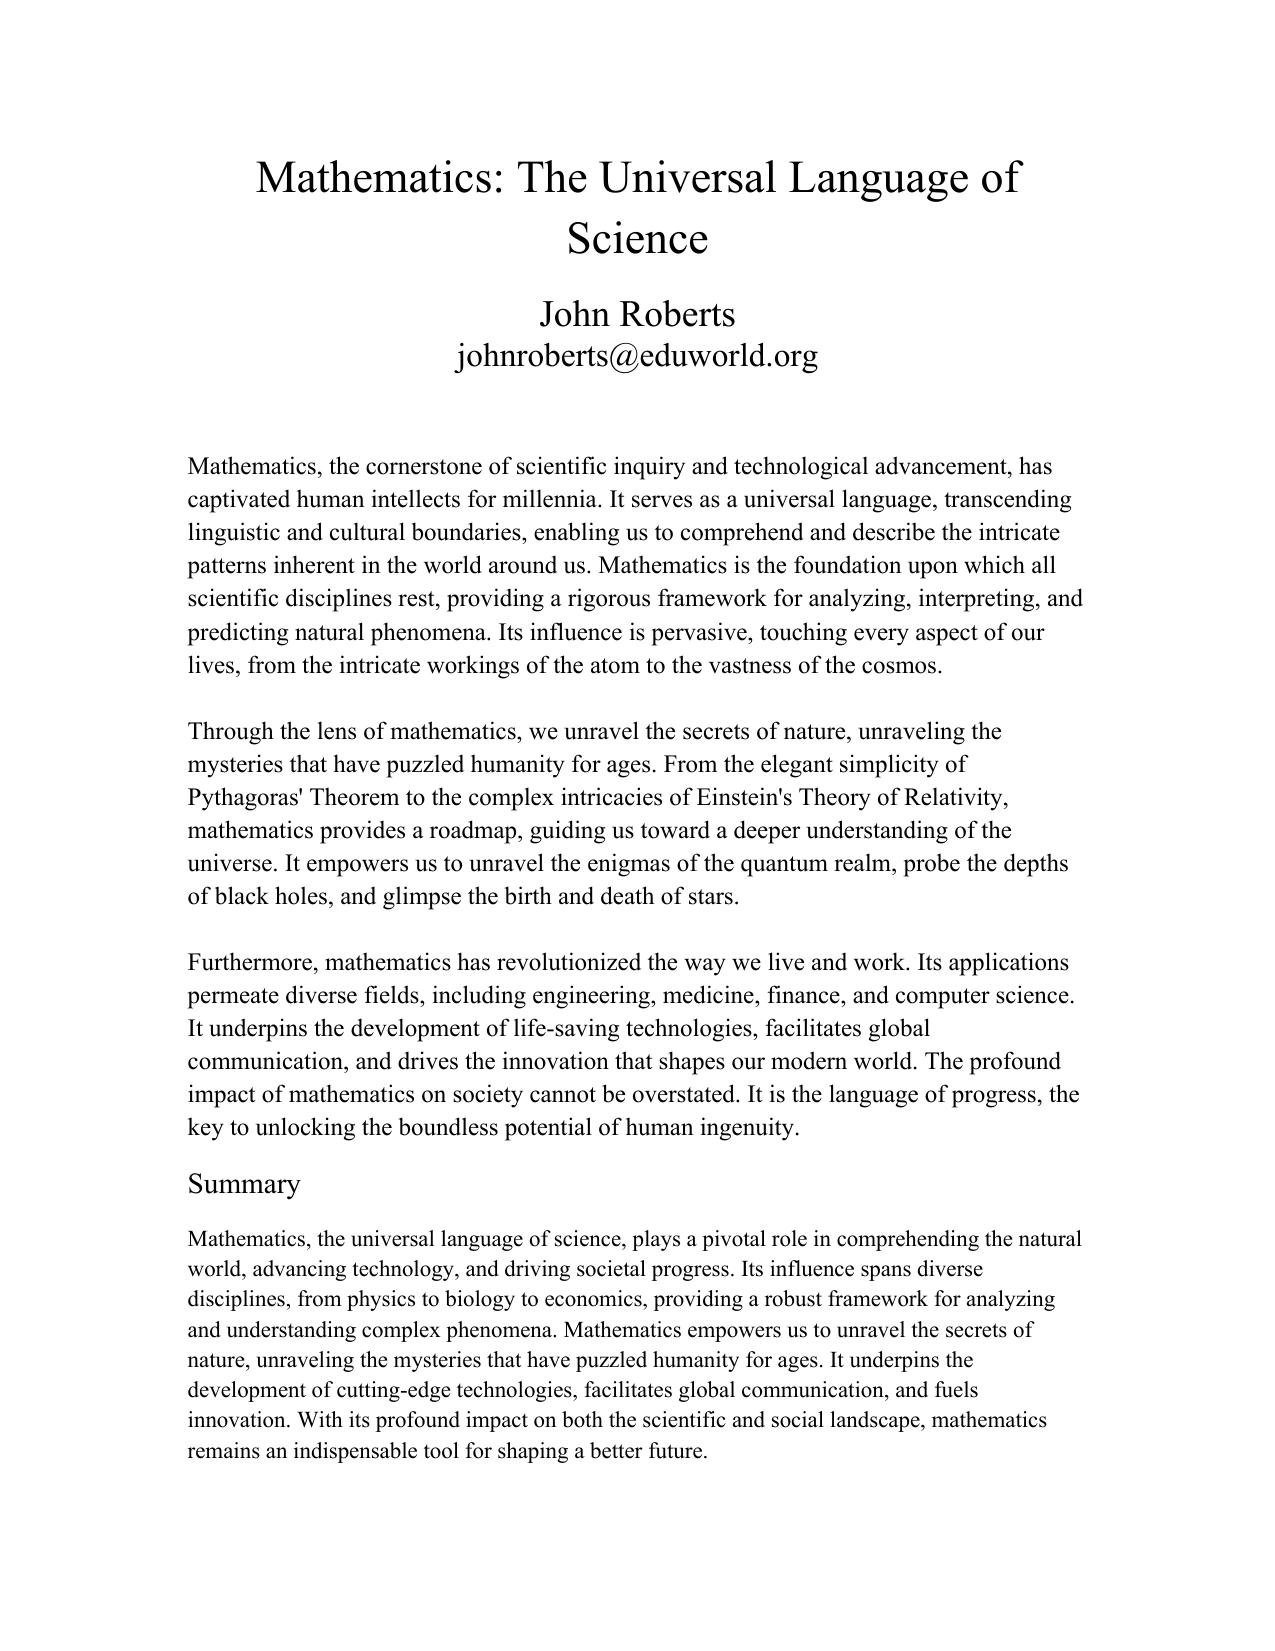 Mathematics: The Universal Language of
Science
John Roberts
johnroberts@eduworld.org
Mathematics, the cornerstone of scientific inquiry and technological advancement, has
captivated human intellects for millennia. It serves as a universal language, transcending
linguistic and cultural boundaries, enabling us to comprehend and describe the intricate
patterns inherent in the world around us. Mathematics is the foundation upon which all
scientific disciplines rest, providing a rigorous framework for analyzing, interpreting, and
predicting natural phenomena. Its influence is pervasive, touching every aspect of our
lives, from the intricate workings of the atom to the vastness of the cosmos.
Through the lens of mathematics, we unravel the secrets of nature, unraveling the
mysteries that have puzzled humanity for ages. From the elegant simplicity of
Pythagoras' Theorem to the complex intricacies of Einstein's Theory of Relativity,
mathematics provides a roadmap, guiding us toward a deeper understanding of the
universe. It empowers us to unravel the enigmas of the quantum realm, probe the depths
of black holes, and glimpse the birth and death of stars.
Furthermore, mathematics has revolutionized the way we live and work. Its applications
permeate diverse fields, including engineering, medicine, finance, and computer science.
It underpins the development of life-saving technologies, facilitates global
communication, and drives the innovation that shapes our modern world. The profound
impact of mathematics on society cannot be overstated. It is the language of progress, the
key to unlocking the boundless potential of human ingenuity.
Summary
Mathematics, the universal language of science, plays a pivotal role in comprehending the natural
world, advancing technology, and driving societal progress. Its influence spans diverse
disciplines, from physics to biology to economics, providing a robust framework for analyzing
and understanding complex phenomena. Mathematics empowers us to unravel the secrets of
nature, unraveling the mysteries that have puzzled humanity for ages. It underpins the
development of cutting-edge technologies, facilitates global communication, and fuels
innovation. With its profound impact on both the scientific and social landscape, mathematics
remains an indispensable tool for shaping a better future.